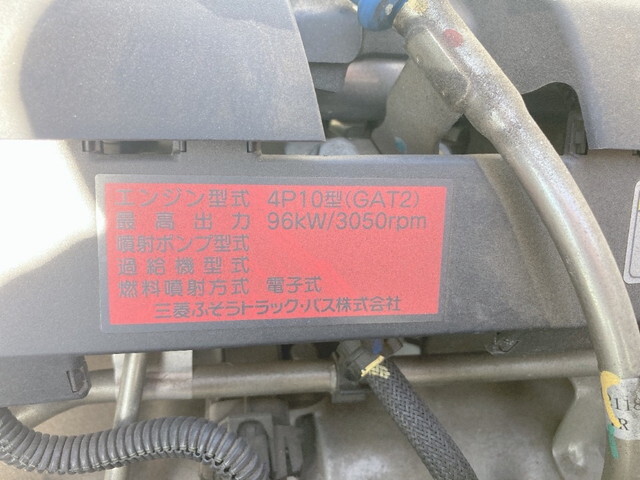 エンジン型式 4P10型(GAT2)
最高出力 96kW/3050rpm
噴射ポンプ型式
過給機型式
燃料噴射方式 電子式
三菱ふそうトラック・バス株式会社